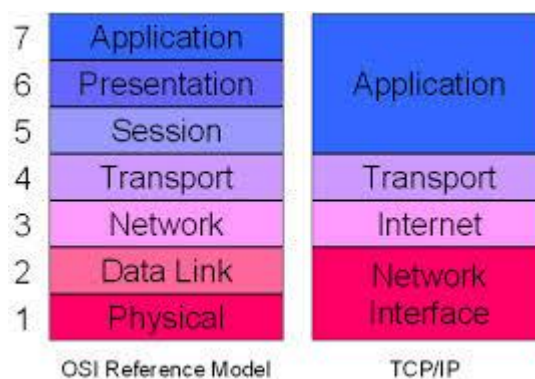 7 Application
6 Presentation
5 Session
4 Transport
3 Network
2 Data Link
1 Physical
OSI Reference Model
Application
Transport
Internet
Network
Interface
TCP/IP